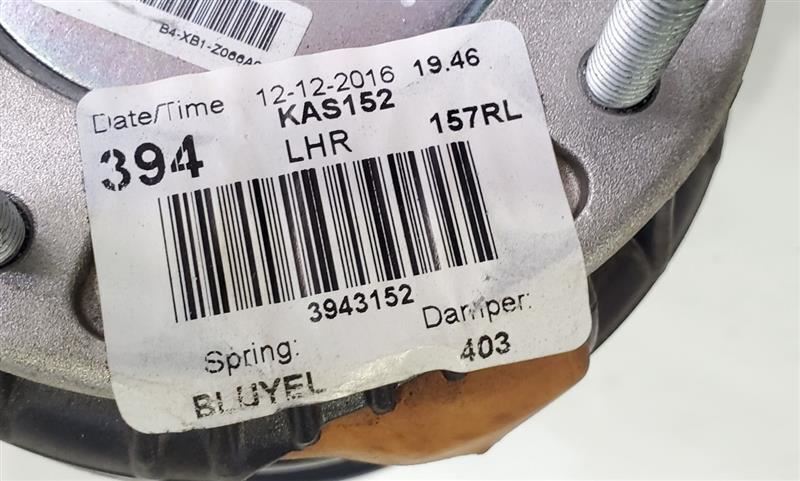 Date/Time 12-12-2016 19.46
KAS152
394 LHR 157RL
3943152
Spring: Damper:
BLUYEL 403